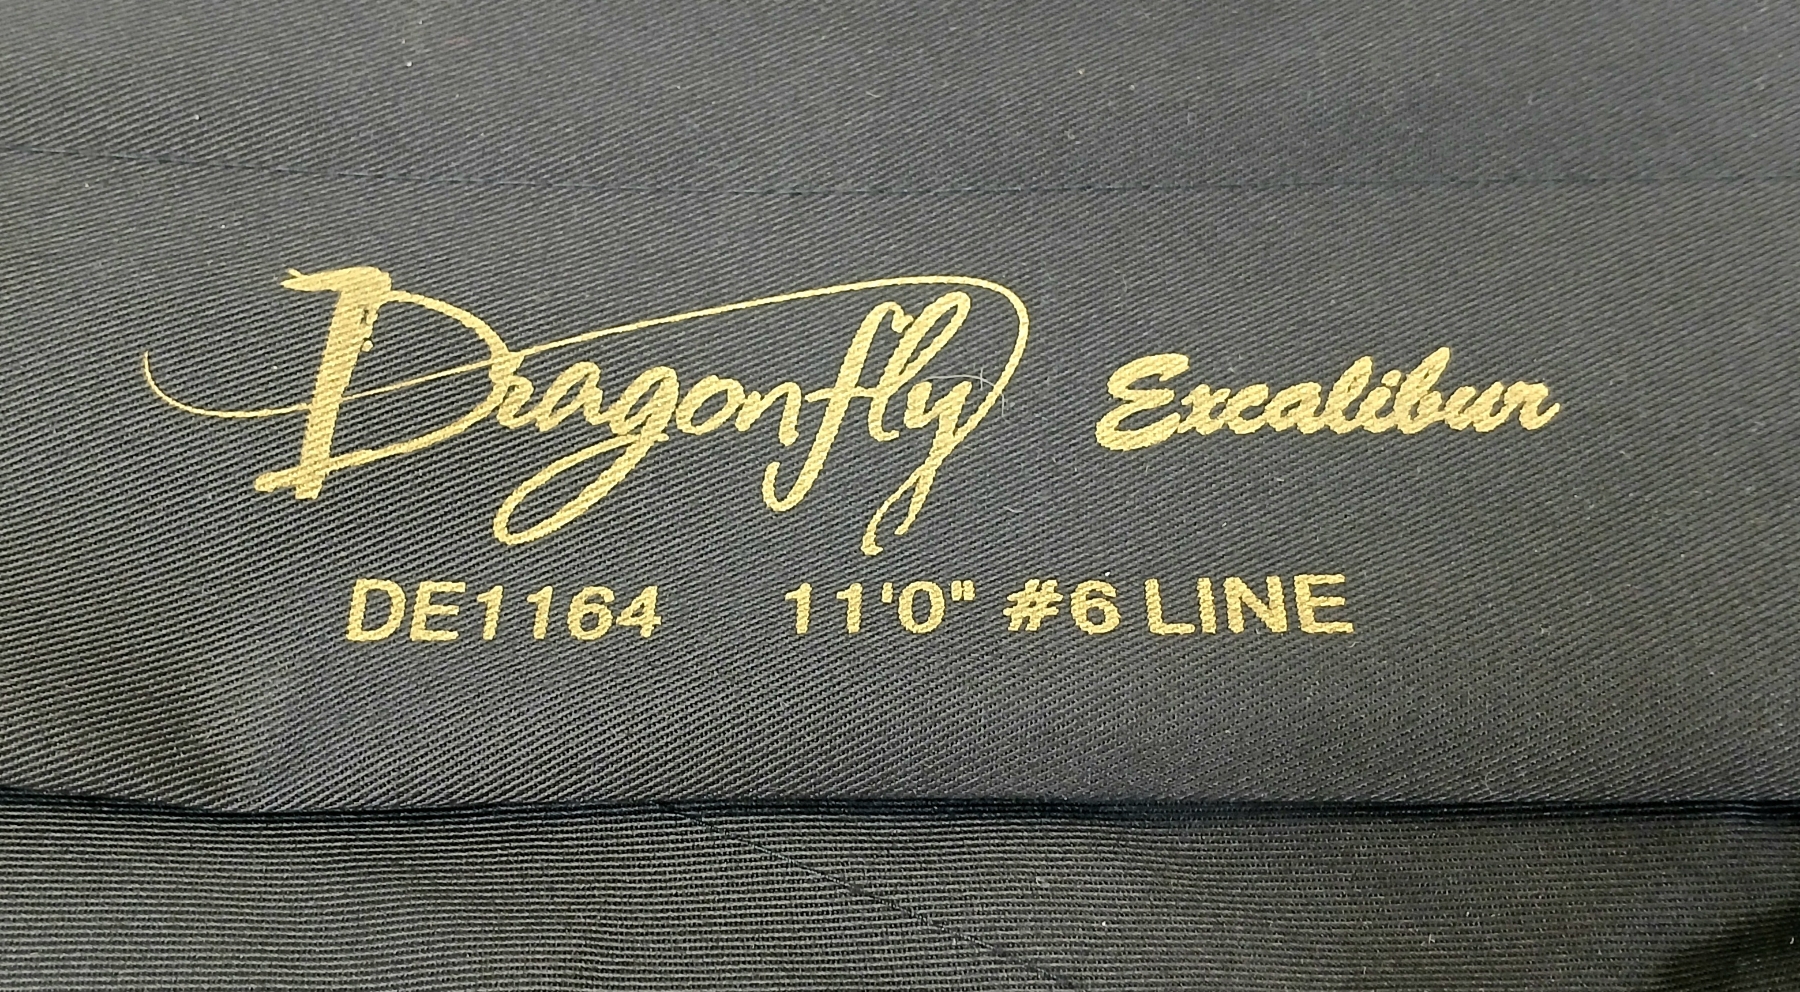 Dragonfly Excalibur
DE1164 11'0" #6 LINE